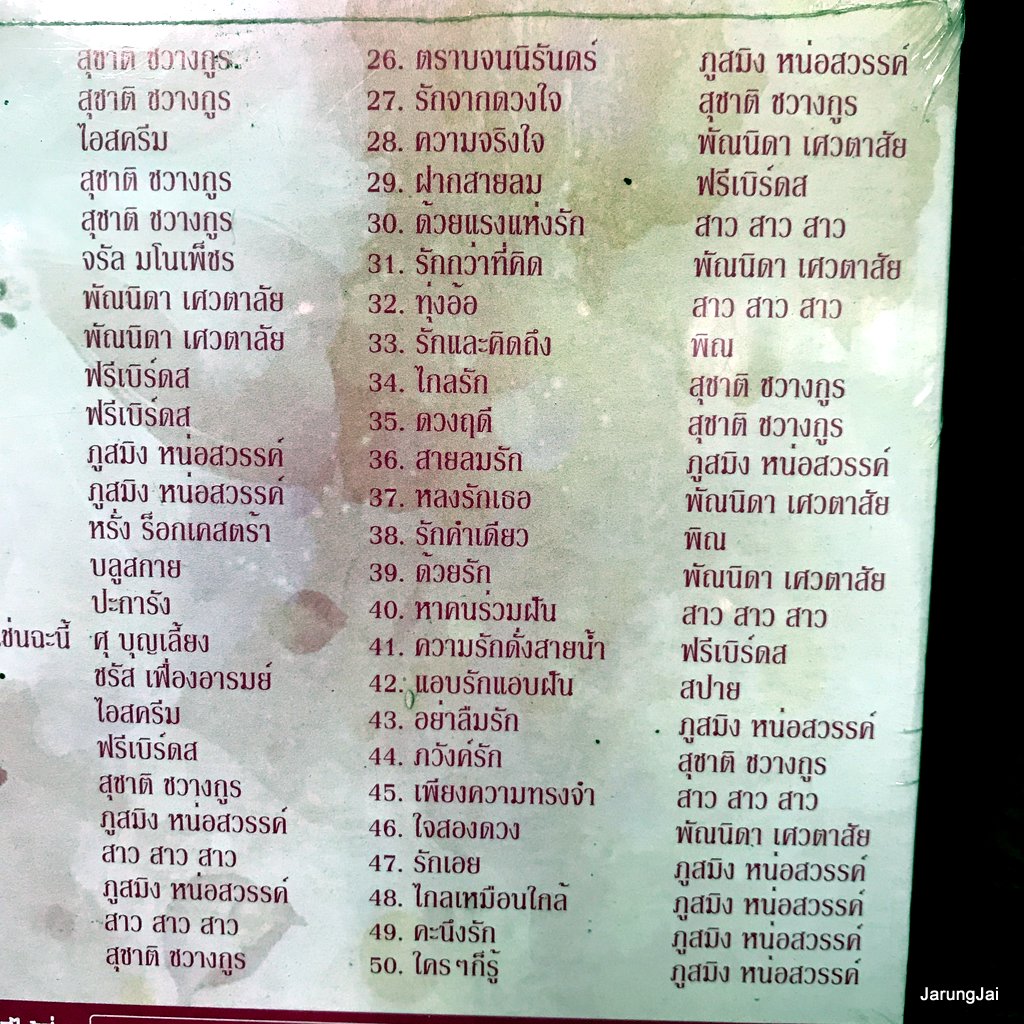 สุชาติ ชวางกูร
สุชาติ ชวางกูร
ไอสครีม
สุชาติ ชวางกูร
สุชาติ ชวางกูร
จรัล มโนเพ็ชร
พัณนิดา เศวตาลัย
พัณนิดา เศวตาลัย
ฟรีเบิร์ดส
ฟรีเบิร์ดส
ภูสมิง หน่อสวรรค์
ภูสมิง หน่อสวรรค์
หรั่ง ร็อกเคสตร้า
บลูสกาย
ปะการัง
เช่นฉะนี้ ศุ บุญเลี้ยง
ชรัส เฟื่องอารมย์
ไอสครีม
ฟรีเบิร์ดส
สุชาติ ชวางกูร
ภูสมิง หน่อสวรรค์
สาว สาว สาว
ภูสมิง หน่อสวรรค์
สาว สาว สาว
สุชาติ ชวางกูร
26. ตราบจนนิรันดร์ ภูสมิง หน่อสวรรค์
27. รักจากดวงใจ สุชาติ ชวางกูร
28. ความจริงใจ พัณนิดา เศวตาสัย
29. ฝากสายลม ฟรีเบิร์ดส
30. ด้วยแรงแห่งรัก สาว สาว สาว
31. รักกว่าที่คิด พัณนิดา เศวตาสัย
32. ทุ่งอ้อ สาว สาว สาว
33. รักและคิดถึง พิณ
34. ไกลรัก สุชาติ ชวางกูร
35. ดวงฤดี สุชาติ ชวางกูร
36. สายลมรัก ภูสมิง หน่อสวรรค์
37. หลงรักเธอ พัณนิดา เศวตาสัย
38. รักคำเดียว พิณ
39. ด้วยรัก พัณนิดา เศวตาสัย
40. หาคนร่วมฝัน สาว สาว สาว
41. ความรักดั่งสายน้ำ ฟรีเบิร์ดส
42. แอบรักแอบฝัน สปาย
43. อย่าลืมรัก ภูสมิง หน่อสวรรค์
44. ภวังค์รัก สุชาติ ชวางกูร
45. เพียงความทรงจำ สาว สาว สาว
46. ใจสองดวง พัณนิดา เศวตาสัย
47. รักเอย ภูสมิง หน่อสวรรค์
48. ไกลเหมือนใกล้ ภูสมิง หน่อสวรรค์
49. คะนึงรัก ภูสมิง หน่อสวรรค์
50. ใครๆก็รู้ ภูสมิง หน่อสวรรค์
JarungJai